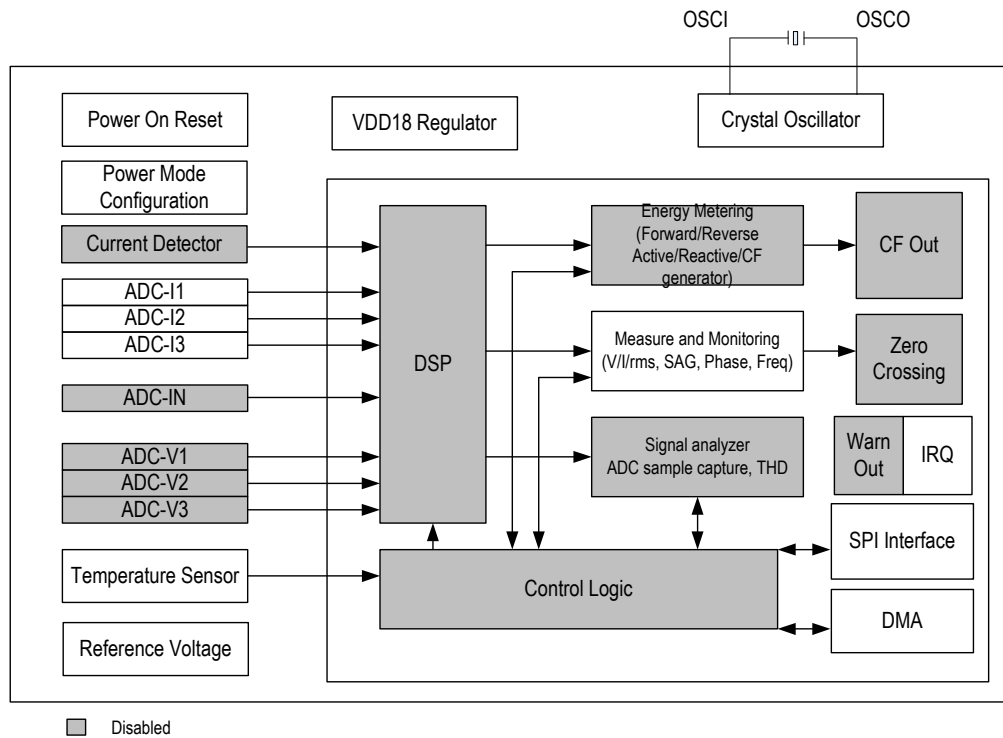 OSCI
OSCO
Power On Reset
VDD18 Regulator
Crystal Oscillator
Power Mode
Configuration
Current Detector
ADC-I1
ADC-I2
ADC-I3
ADC-IN
ADC-V1
ADC-V2
ADC-V3
Temperature Sensor
Reference Voltage
DSP
Energy Metering
(Forward/Reverse
Active/Reactive/CF
generator)
CF Out
Measure and Monitoring
(V/I/rms, SAG, Phase, Freq)
Zero
Crossing
Signal analyzer
ADC sample capture, THD
Warn
Out
IRQ
Control Logic
SPI Interface
DMA
Disabled